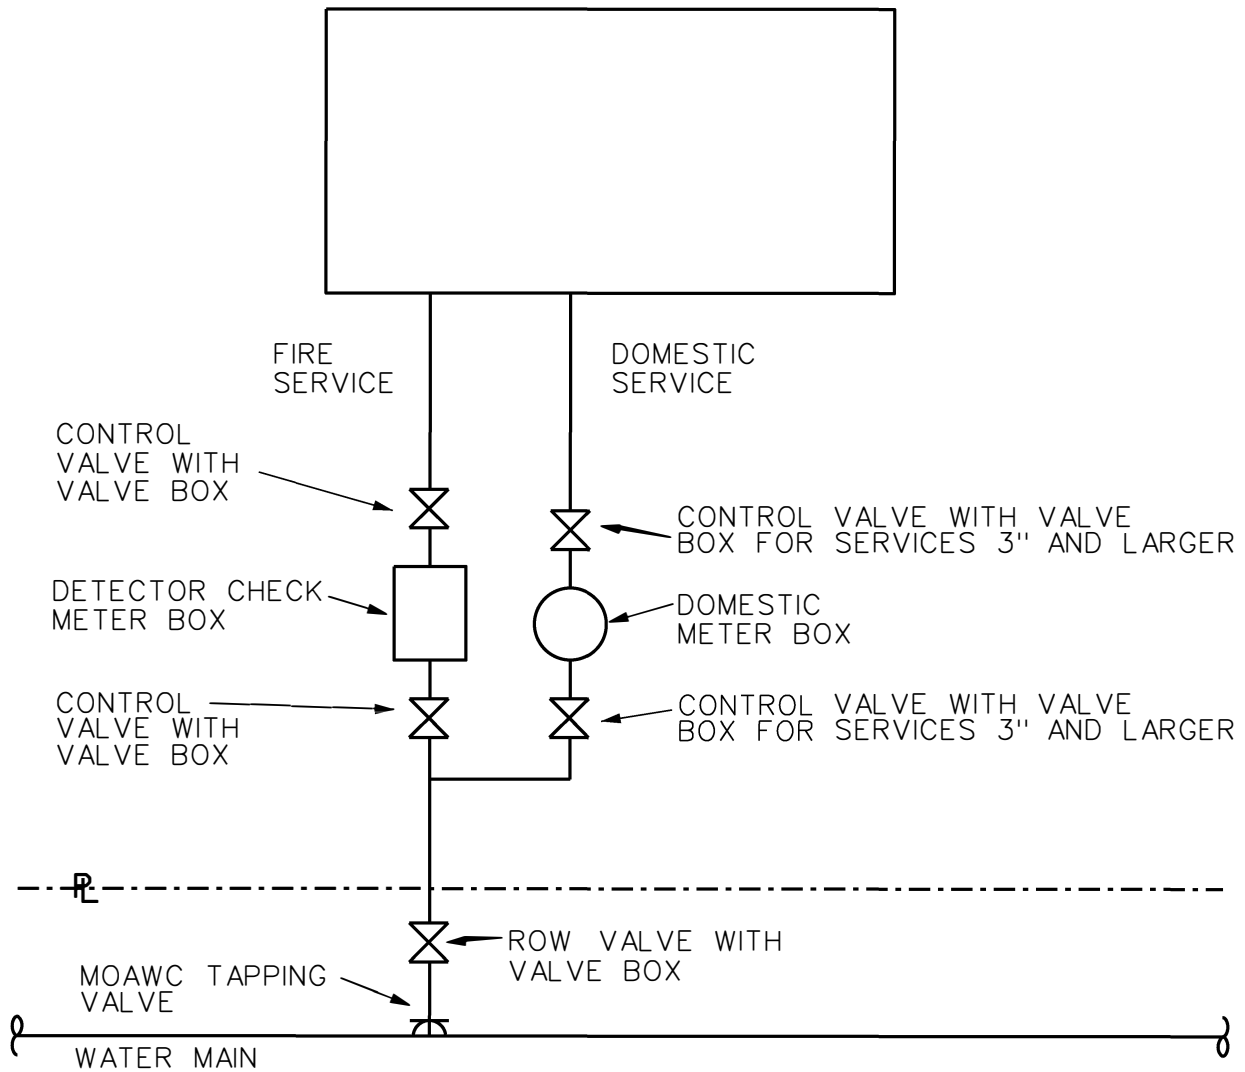 FIRE
SERVICE
DOMESTIC
SERVICE
CONTROL
VALVE WITH
VALVE BOX
CONTROL VALVE WITH VALVE
BOX FOR SERVICES 3" AND LARGER
DETECTOR CHECK
METER BOX
DOMESTIC
METER BOX
CONTROL
VALVE WITH
VALVE BOX
CONTROL VALVE WITH VALVE
BOX FOR SERVICES 3" AND LARGER
PL
ROW VALVE WITH
VALVE BOX
MOAWC TAPPING
VALVE
WATER MAIN